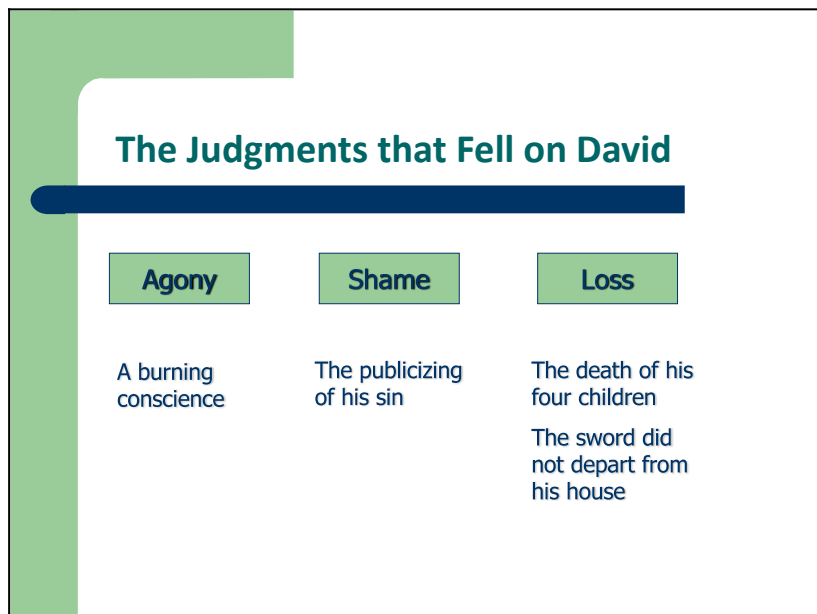 The Judgments that Fell on David
Agony
Shame
Loss
A burning
conscience
The publicizing
of his sin
The death of his
four children
The sword did
not depart from
his house